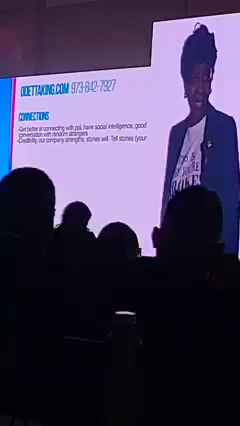 ODETTAKING.COM 973-842-7927
CONNECTIONS
-Get better at connecting with ppl, have social intelligence, good
conversation with random strangers
-Credibility, our company strengths, stories sell. Tell stories (your